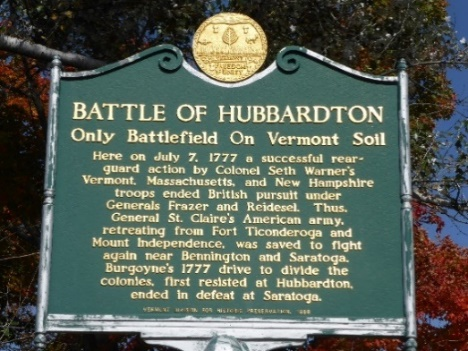 BATTLE OF HUBBARDTON
Only Battlefield On Vermont Soil
Here on July 7, 1777 a successful rear-
guard action by Colonel Seth Warner's
Vermont, Massachusetts, and New Hampshire
troops ended British pursuit under
Generals Frazer and Reidesel. Thus,
General St. Claire's American army,
retreating from Fort Ticonderoga and
Mount Independence, was saved to fight
again near Bennington and Saratoga.
Burgoyne's 1777 drive to divide the
colonies, first resisted at Hubbardton,
ended in defeat at Saratoga.
VERMONT DIVISION FOR HISTORIC PRESERVATION